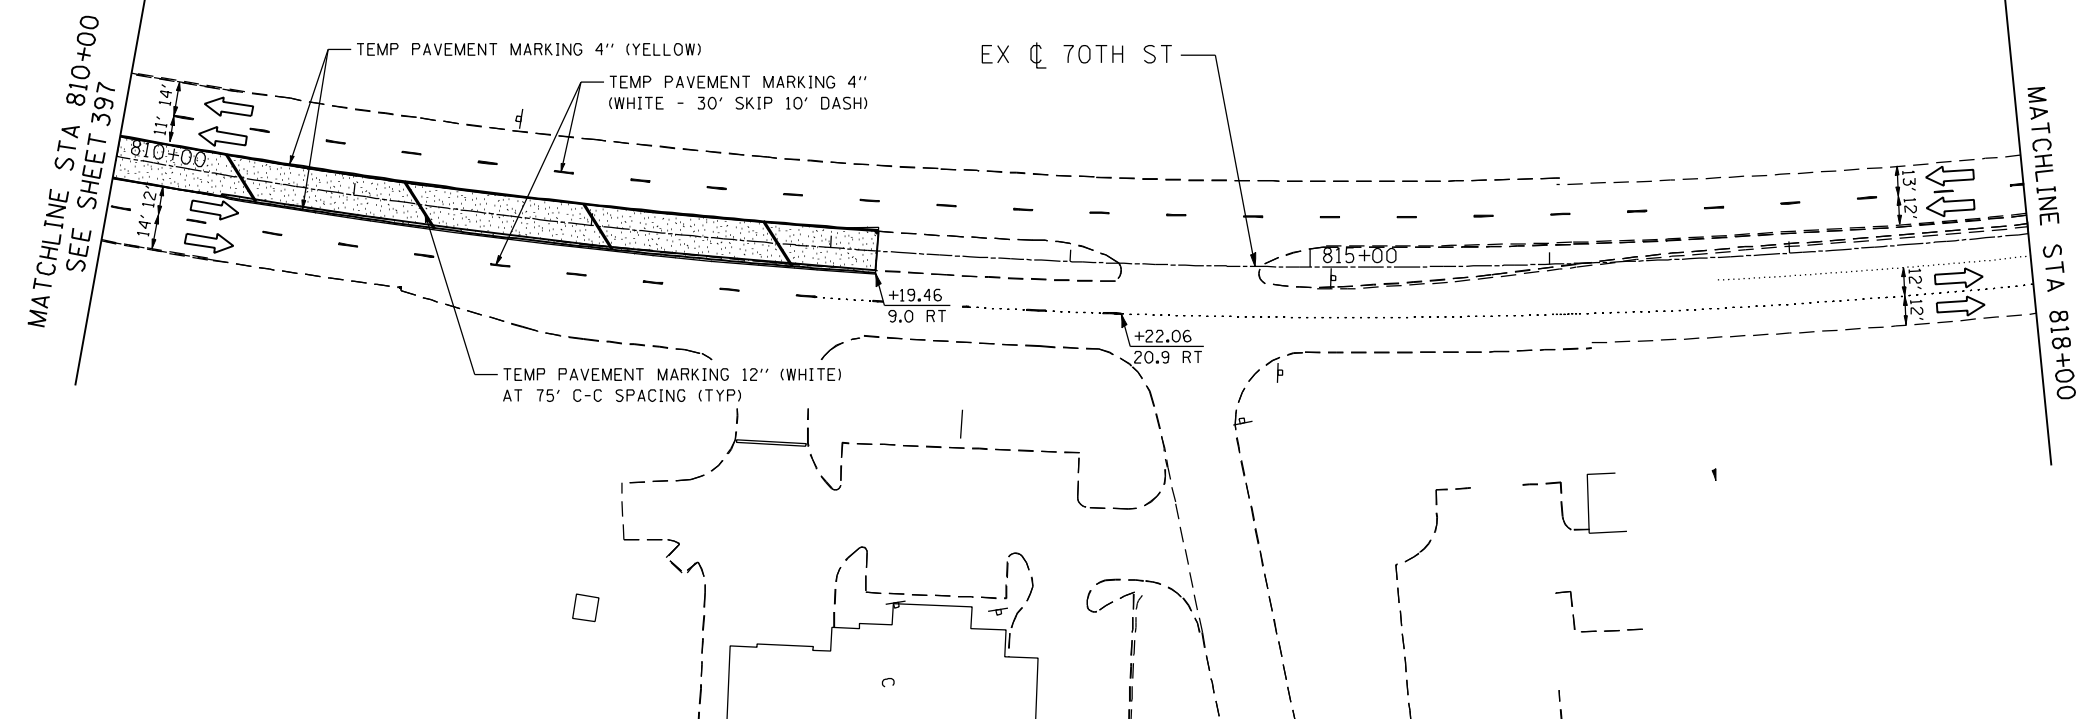 MATCHLINE STA 810+00
SEE SHEET 397
TEMP PAVEMENT MARKING 4'' (YELLOW)
TEMP PAVEMENT MARKING 4''
(WHITE - 30' SKIP 10' DASH)
EX ℄ 70TH ST
14'
11'
810+00
12'
14'
815+00
+19.46
9.0 RT
+22.06
20.9 RT
TEMP PAVEMENT MARKING 12'' (WHITE)
AT 75' C-C SPACING (TYP)
13'
12'
12'
12'
MATCHLINE STA 818+00
C